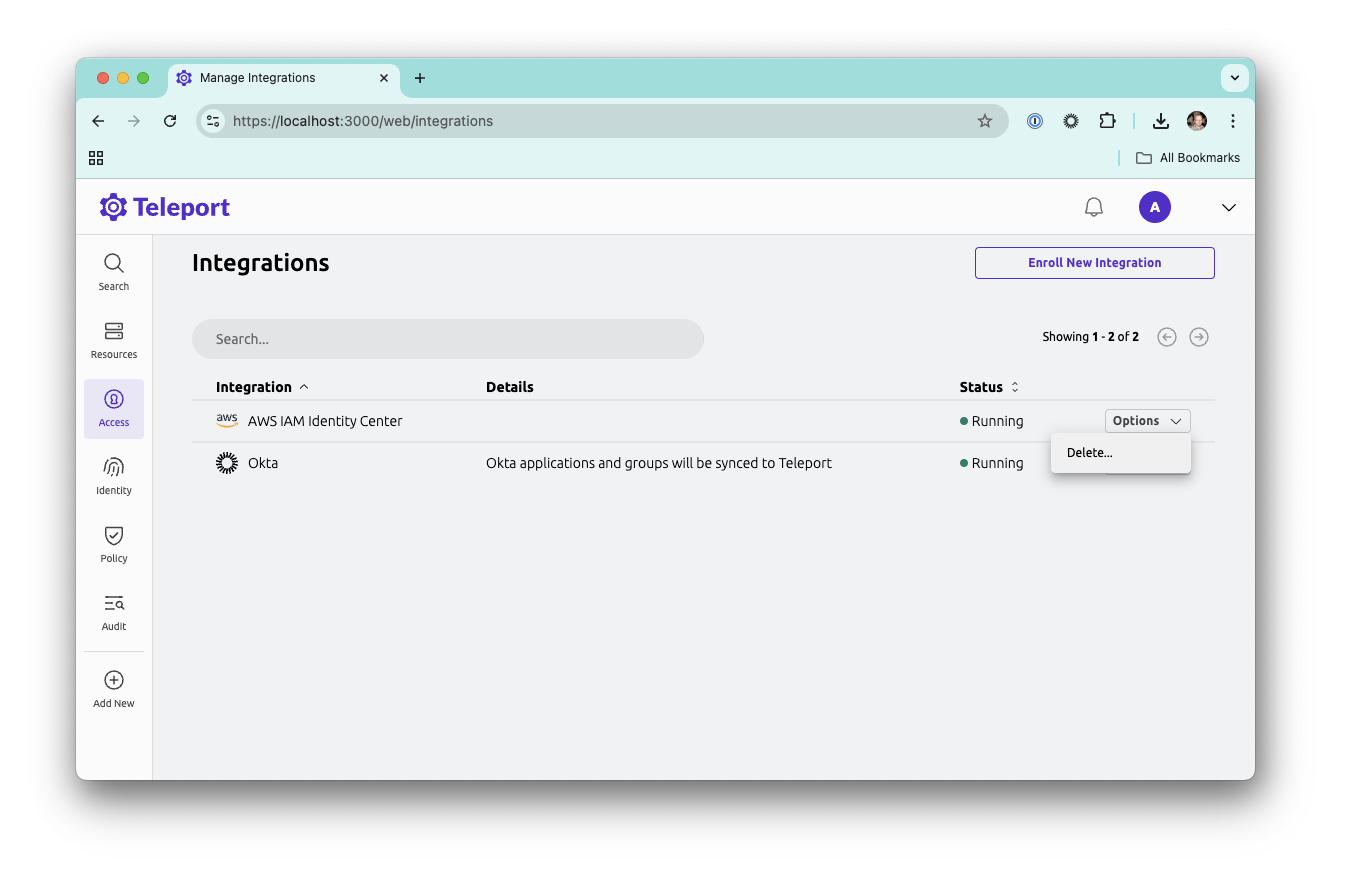 Manage Integrations
https://localhost:3000/web/integrations
All Bookmarks
Teleport
A
Search
Resources
Access
Identity
Policy
Audit
Add New
Integrations
Enroll New Integration
Search...
Showing 1 - 2 of 2
Integration Details Status
aws AWS IAM Identity Center Running Options
Delete...
Okta Okta applications and groups will be synced to Teleport Running